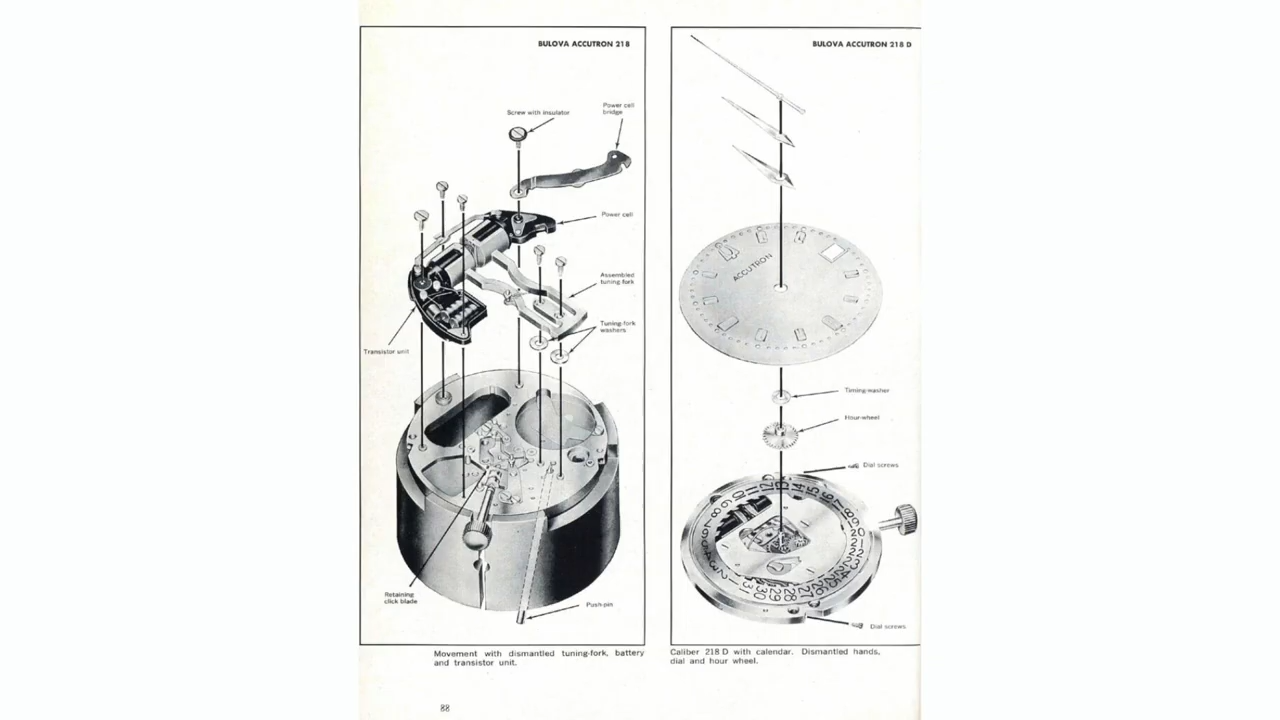 BULOVA ACCUTRON 218
Screw with insulator
Power cell
bridge
Power cell
Assembled
tuning fork
Tuning-fork
washers
Transistor unit
Retaining
click blade
Push-pin
Movement with dismantled tuning-fork, battery
and transistor unit.
88
BULOVA ACCUTRON 218 D
ACCUTRON
Timing-washer
Hour-wheel
Dial screws
Dial screws
Caliber 218 D with calendar. Dismantled hands,
dial and hour wheel.